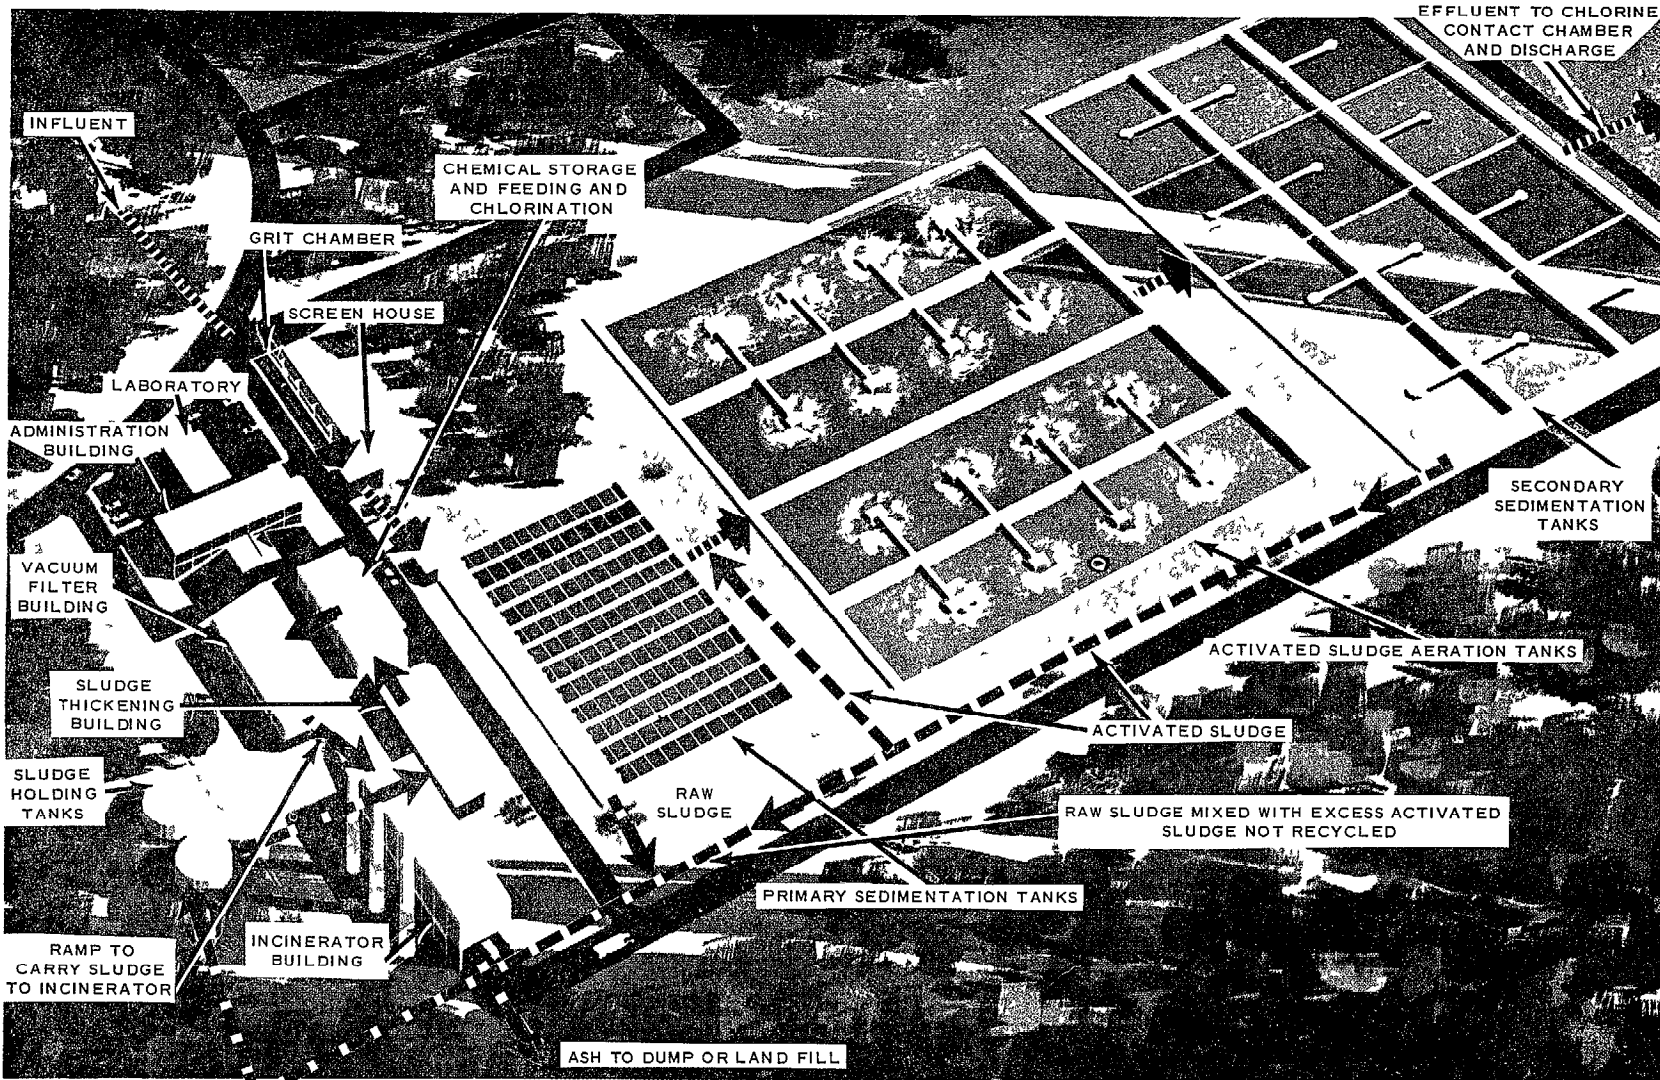 EFFLUENT TO CHLORINE
CONTACT CHAMBER
AND DISCHARGE
INFLUENT
CHEMICAL STORAGE
AND FEEDING AND
CHLORINATION
GRIT CHAMBER
SCREEN HOUSE
LABORATORY
ADMINISTRATION
BUILDING
SECONDARY
SEDIMENTATION
TANKS
VACUUM
FILTER
BUILDING
ACTIVATED SLUDGE AERATION TANKS
SLUDGE
THICKENING
BUILDING
ACTIVATED SLUDGE
SLUDGE
HOLDING
TANKS
RAW
SLUDGE
RAW SLUDGE MIXED WITH EXCESS ACTIVATED
SLUDGE NOT RECYCLED
PRIMARY SEDIMENTATION TANKS
RAMP TO
CARRY SLUDGE
TO INCINERATOR
INCINERATOR
BUILDING
ASH TO DUMP OR LAND FILL